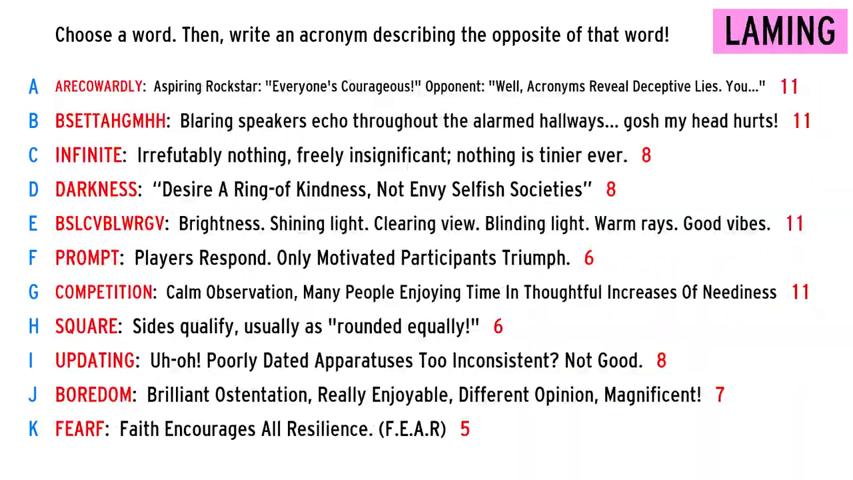 Choose a word. Then, write an acronym describing the opposite of that word!
LAMING
A ARECOWARDLY: Aspiring Rockstar: "Everyone's Courageous!" Opponent: "Well, Acronyms Reveal Deceptive Lies. You..." 11
B BSETTAHGMHH: Blaring speakers echo throughout the alarmed hallways... gosh my head hurts! 11
C INFINITE: Irrefutably nothing, freely insignificant; nothing is tinier ever. 8
D DARKNESS: “Desire A Ring-of Kindness, Not Envy Selfish Societies” 8
E BSLCVBLWRGV: Brightness. Shining light. Clearing view. Blinding light. Warm rays. Good vibes. 11
F PROMPT: Players Respond. Only Motivated Participants Triumph. 6
G COMPETITION: Calm Observation, Many People Enjoying Time In Thoughtful Increases Of Neediness 11
H SQUARE: Sides qualify, usually as "rounded equally!" 6
I UPDATING: Uh-oh! Poorly Dated Apparatuses Too Inconsistent? Not Good. 8
J BOREDOM: Brilliant Ostentation, Really Enjoyable, Different Opinion, Magnificent! 7
K FEARF: Faith Encourages All Resilience. (F.E.A.R) 5